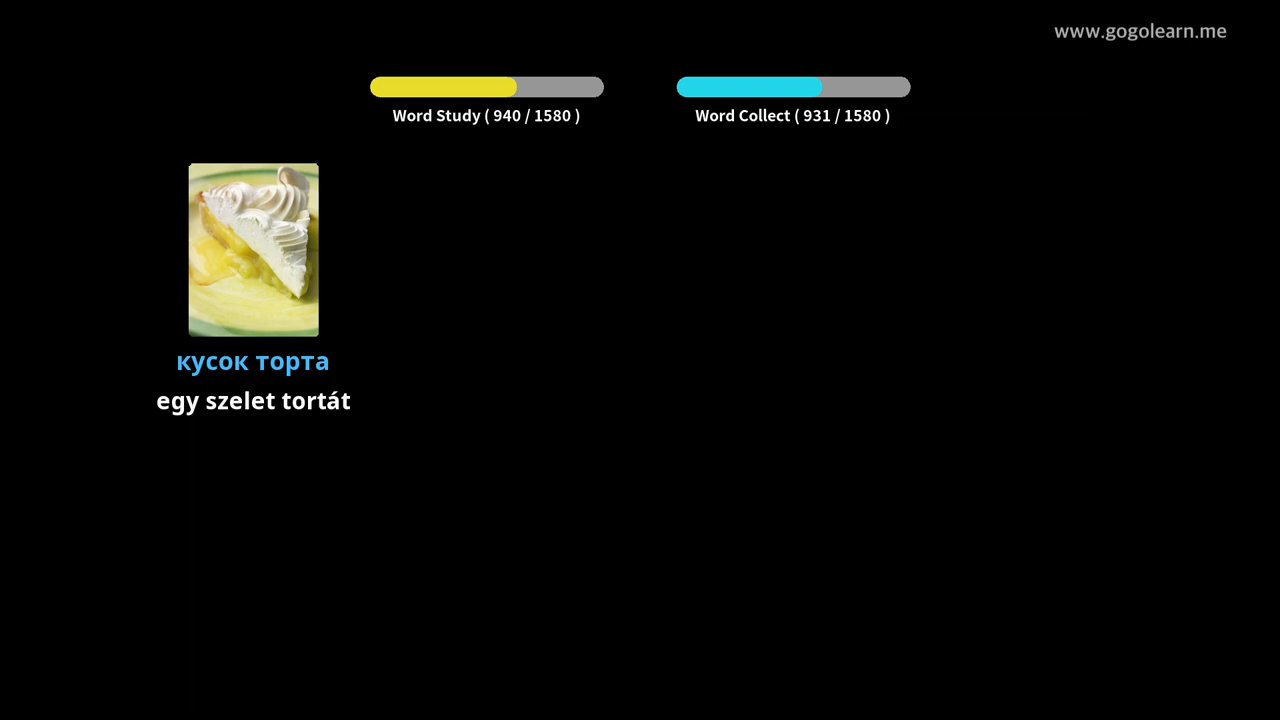 www.gogolearn.me
Word Study ( 940 / 1580 )
Word Collect ( 931 / 1580 )
кусок торта
egy szelet tortát